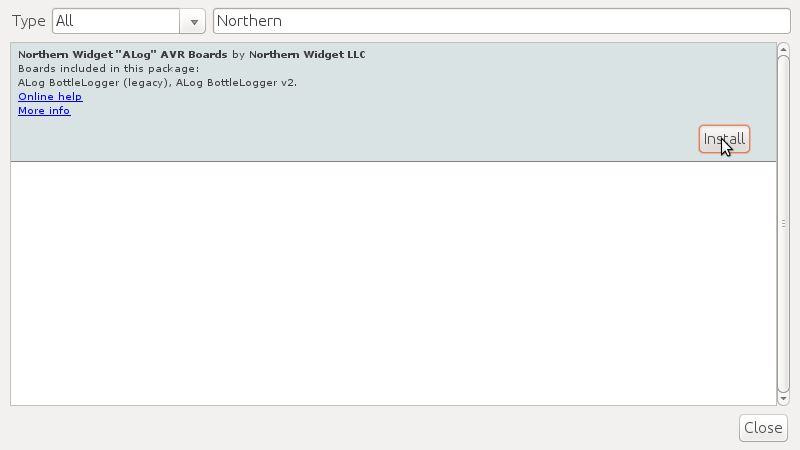 Type All Northern
Northern Widget "ALog" AVR Boards by Northern Widget LLC
Boards included in this package:
ALog BottleLogger (legacy), ALog BottleLogger v2.
Online help
More info
Install
Close